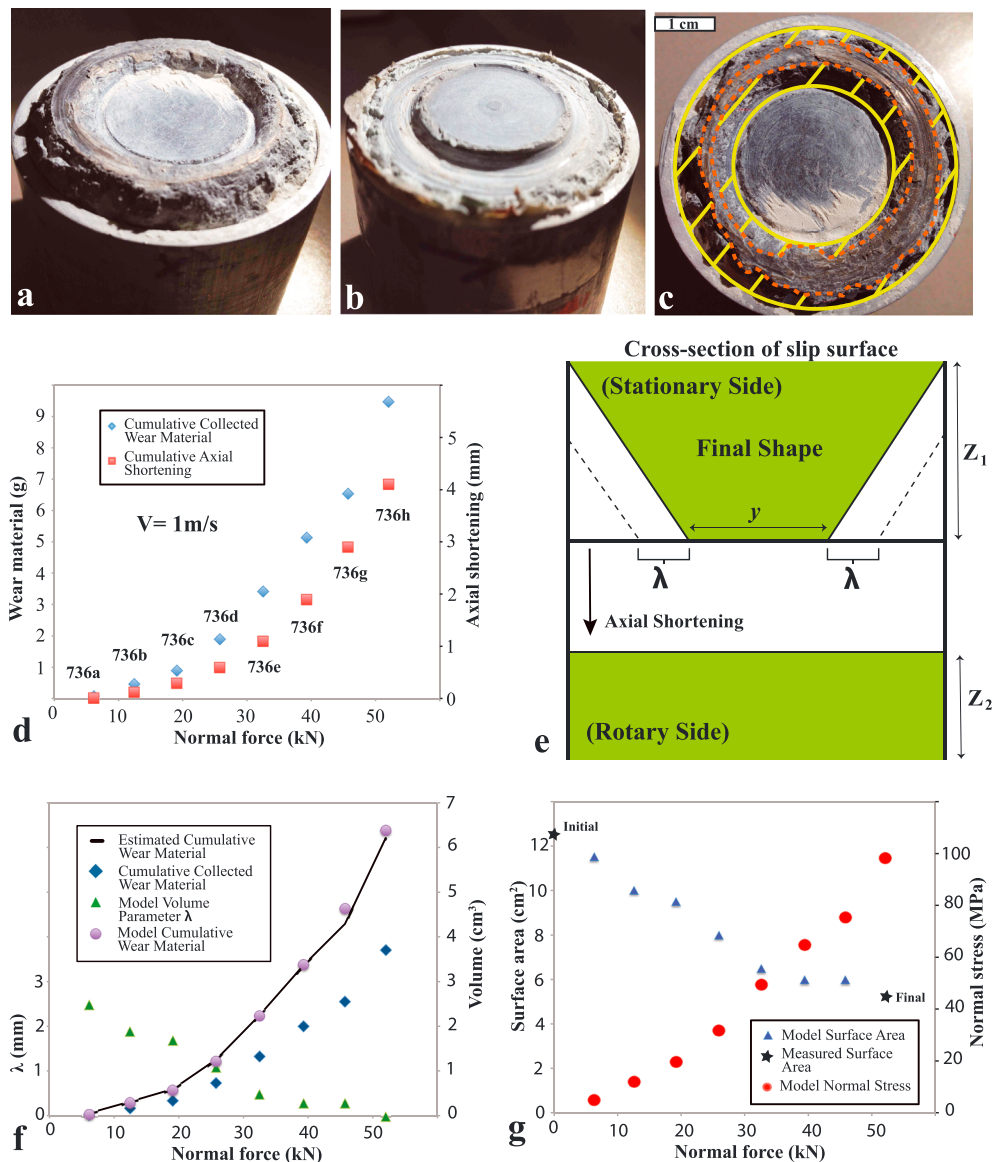 1 cm
a
b
c
Wear material (g)
9
8
7
6
5
4
3
2
1
Cumulative Collected
Wear Material
Cumulative Axial
Shortening
V= 1m/s
736a
736b
736c
736d
736e
736f
736g
736h
5
4
3
2
1
0
Axial shortening (mm)
0
10
20
30
40
50
Normal force (kN)
d
Cross-section of slip surface
(Stationary Side)
Final Shape
y
λ
λ
Z1
Axial Shortening
Z2
(Rotary Side)
e
Estimated Cumulative
Wear Material
Cumulative Collected
Wear Material
Model Volume
Parameter λ
Model Cumulative
Wear Material
λ (mm)
3
2
1
0
7
6
5
4
3
2
1
0
Volume (cm3)
0
10
20
30
40
50
60
Normal force (kN)
f
Surface area (cm2)
12
10
8
6
4
2
0
Initial
Final
100
80
60
40
20
0
Normal stress (MPa)
Model Surface Area
Measured Surface
Area
Model Normal Stress
0
10
20
30
40
50
60
Normal force (kN)
g